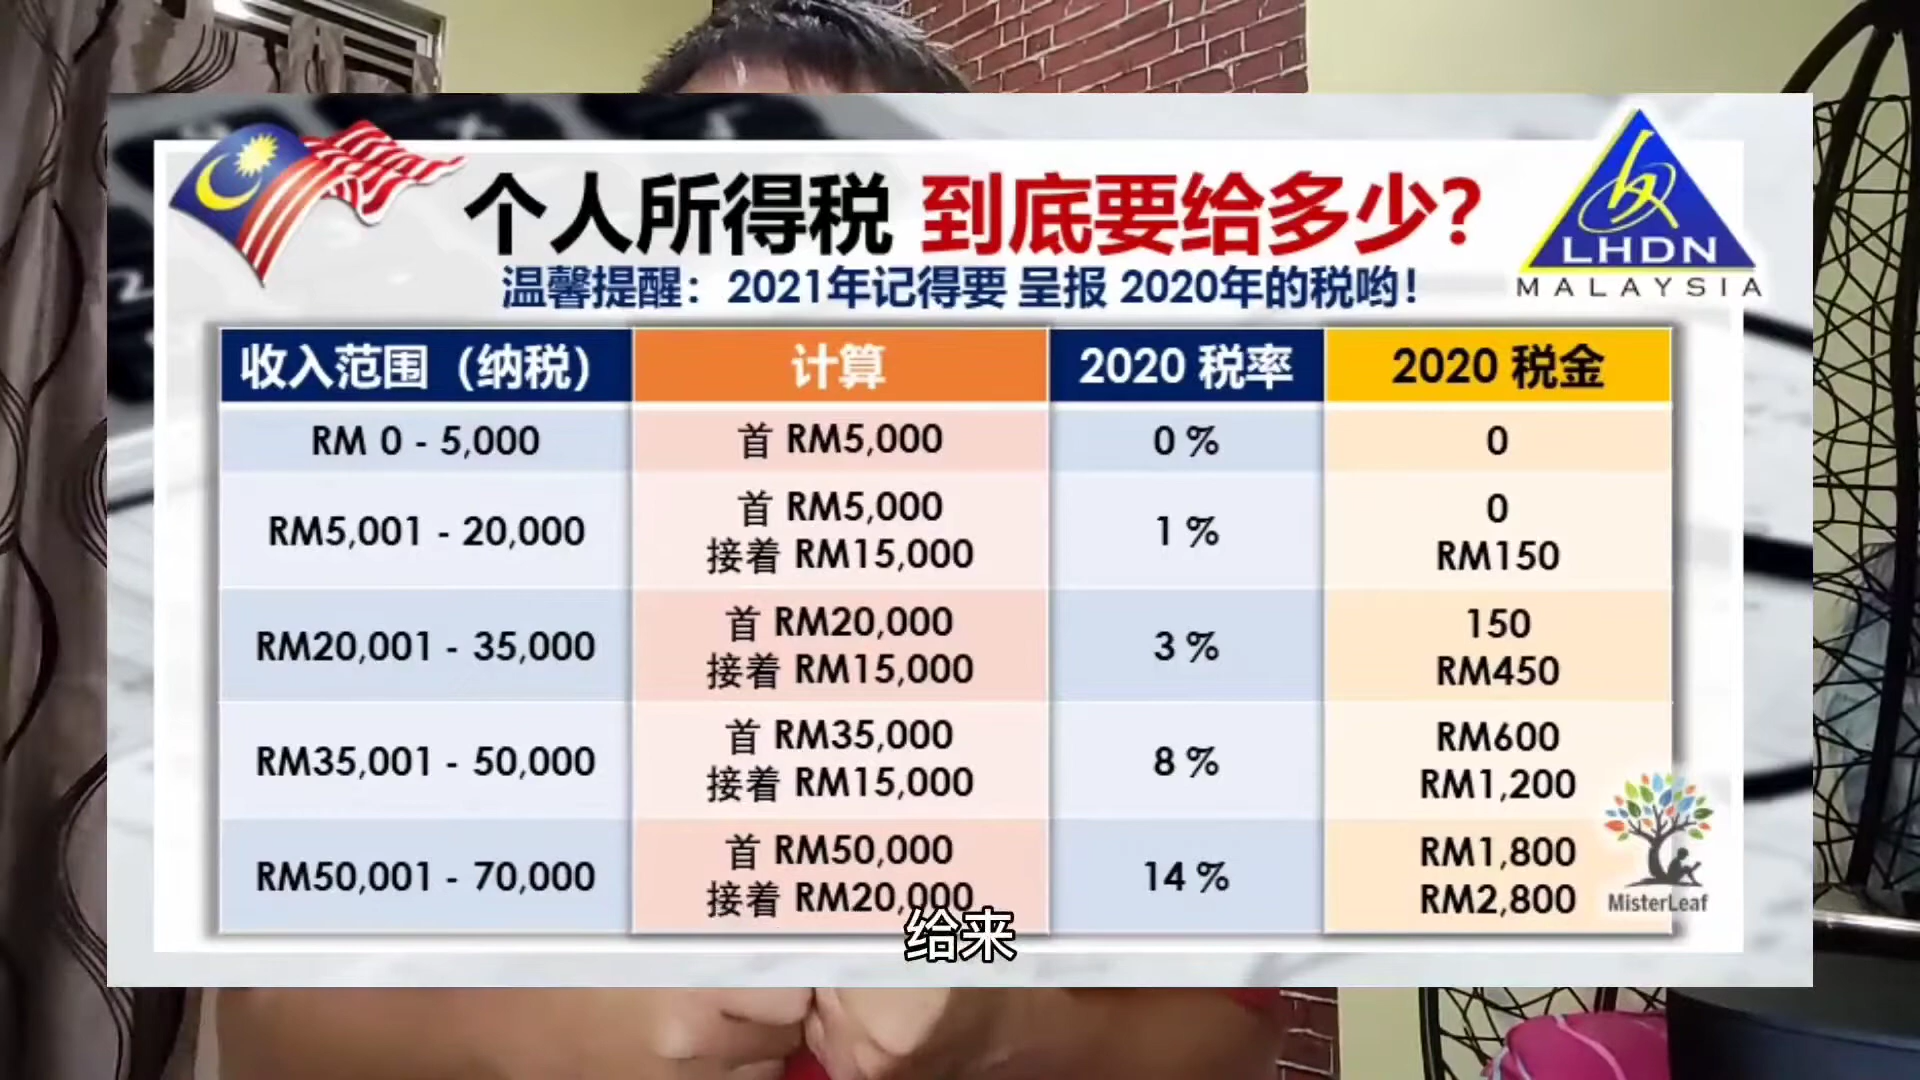 个人所得税 到底要给多少?
温馨提醒：2021年记得要 呈报 2020年的税哟！
LHDN
MALAYSIA
收入范围（纳税） 计算 2020 税率 2020 税金
RM 0 - 5,000 首 RM5,000 0 % 0
RM5,001 - 20,000 首 RM5,000 接着 RM15,000 1 % 0 RM150
RM20,001 - 35,000 首 RM20,000 接着 RM15,000 3 % 150 RM450
RM35,001 - 50,000 首 RM35,000 接着 RM15,000 8 % RM600 RM1,200
RM50,001 - 70,000 首 RM50,000 接着 RM20,000 14 % RM1,800 RM2,800
MisterLeaf
给来